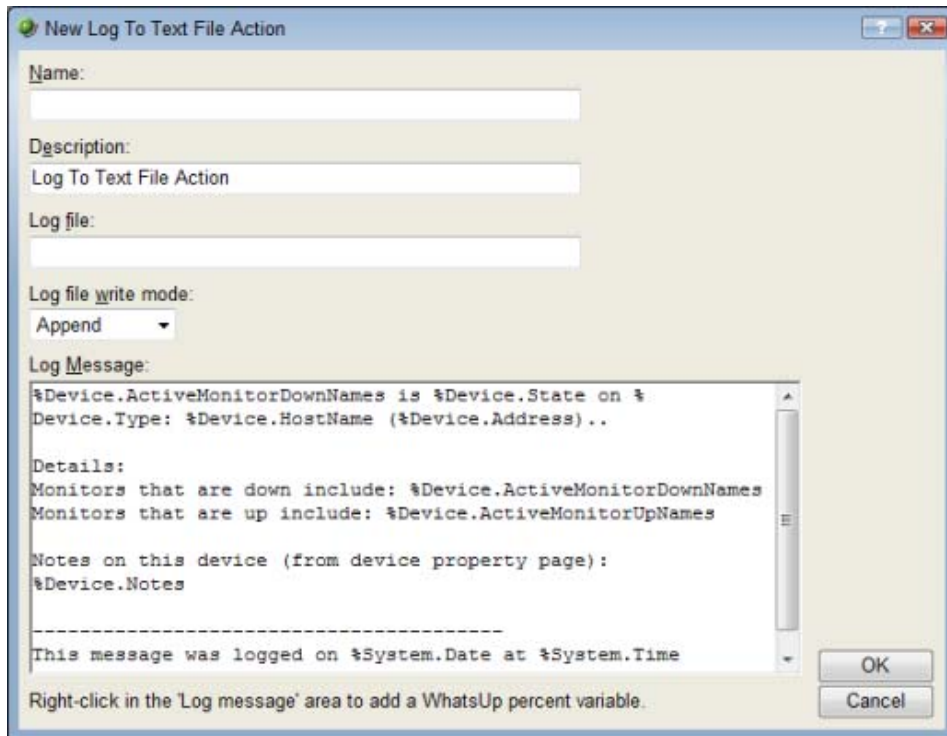 New Log To Text File Action
Name:
Description:
Log To Text File Action
Log file:
Log file write mode:
Append
Log Message:
%Device.ActiveMonitorDownNames is %Device.State on %
Device.Type: %Device.HostName (%Device.Address)..
Details:
Monitors that are down include: %Device.ActiveMonitorDownNames
Monitors that are up include: %Device.ActiveMonitorUpNames
Notes on this device (from device property page):
%Device.Notes
----------------------------------------
This message was logged on %System.Date at %System.Time
OK
Right-click in the 'Log message' area to add a WhatsUp percent variable.
Cancel